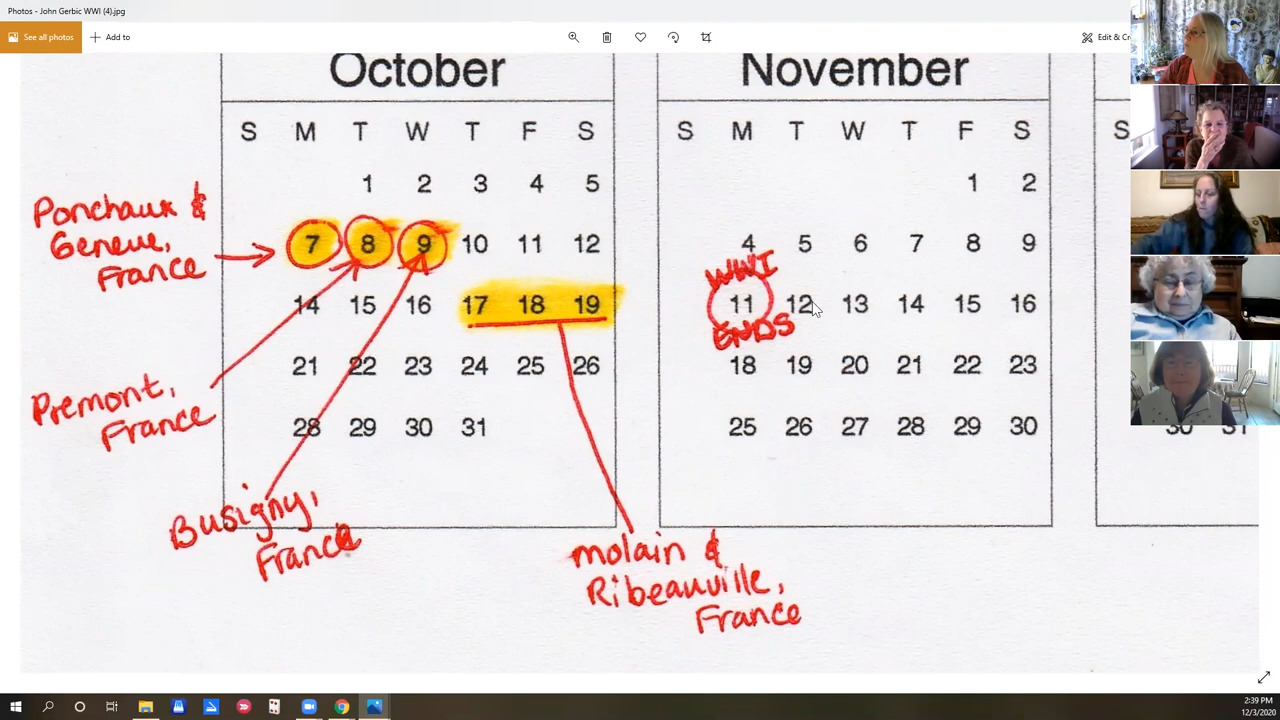 Photos - John Gerbic WWI (4).jpg
See all photos
Add to
Edit & Cr
October
S M T W T F S
1 2 3 4 5
7 8 9 10 11 12
14 15 16 17 18 19
21 22 23 24 25 26
28 29 30 31
November
S M T W T F S
1 2
4 5 6 7 8 9
WWI
11 12 13 14 15 16
ENDS
18 19 20 21 22 23
25 26 27 28 29 30
S
30 31
Ponchaux &
Geneve,
France
Premont,
France
Busigny,
France
molain &
Ribeauville,
France
2:39 PM
12/3/2020